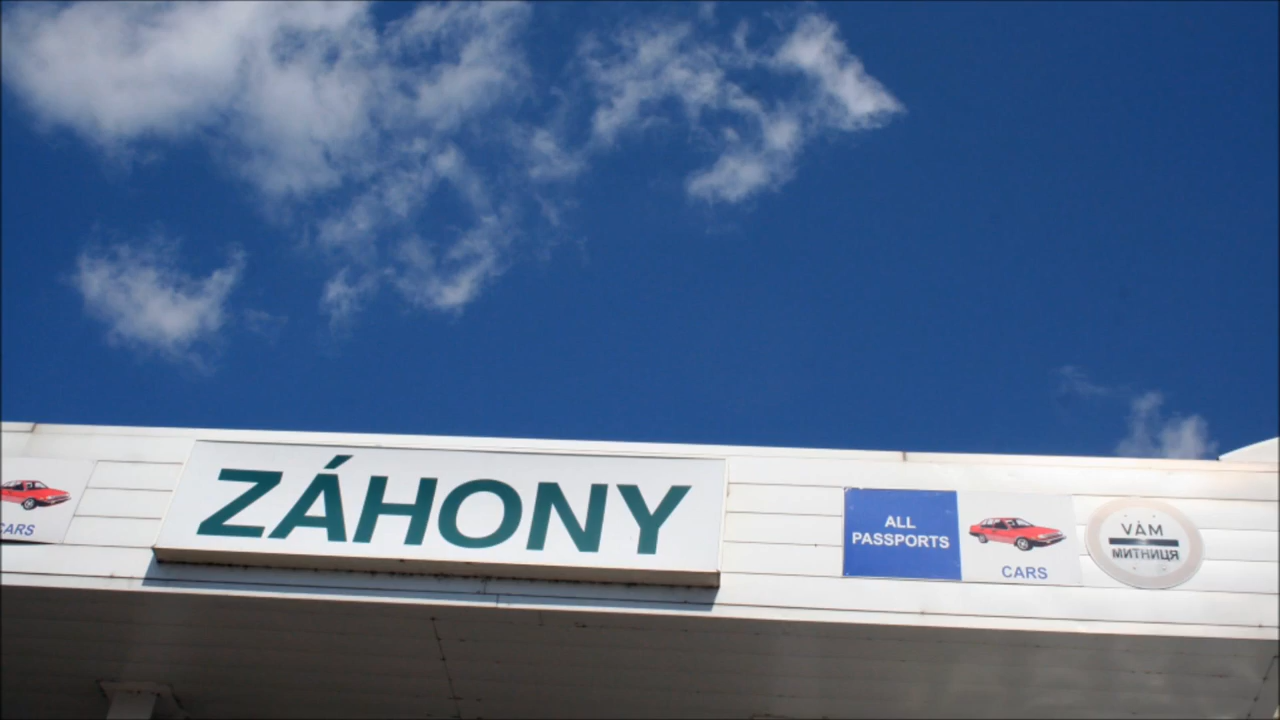 CARS
ZÁHONY
ALL
PASSPORTS
CARS
VÁM
МИТНИЦЯ